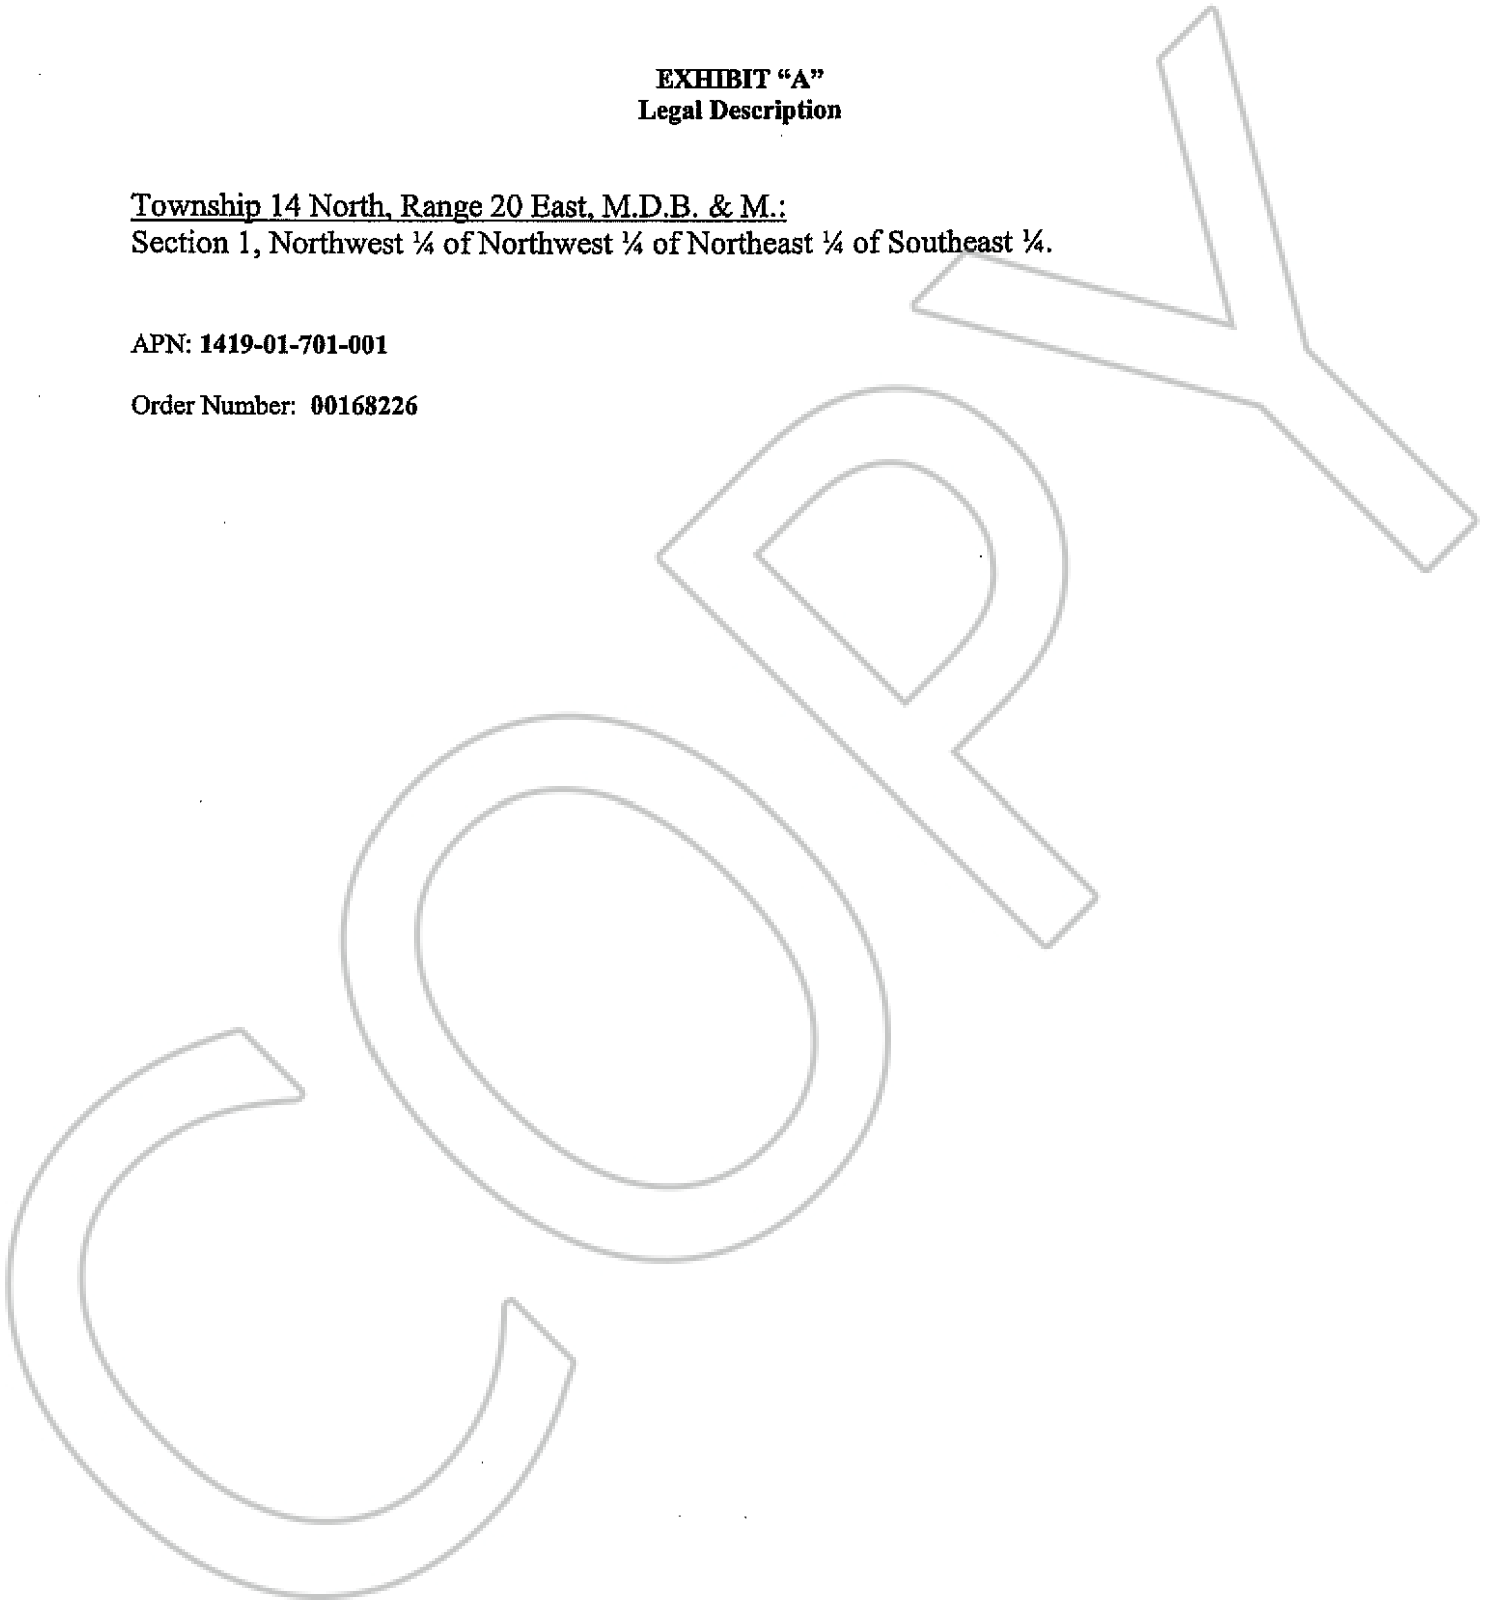 EXHIBIT “A”
Legal Description
Township 14 North, Range 20 East, M.D.B. & M.:
Section 1, Northwest ¼ of Northwest ¼ of Northeast ¼ of Southeast ¼.
APN: 1419-01-701-001
Order Number: 00168226
COPY